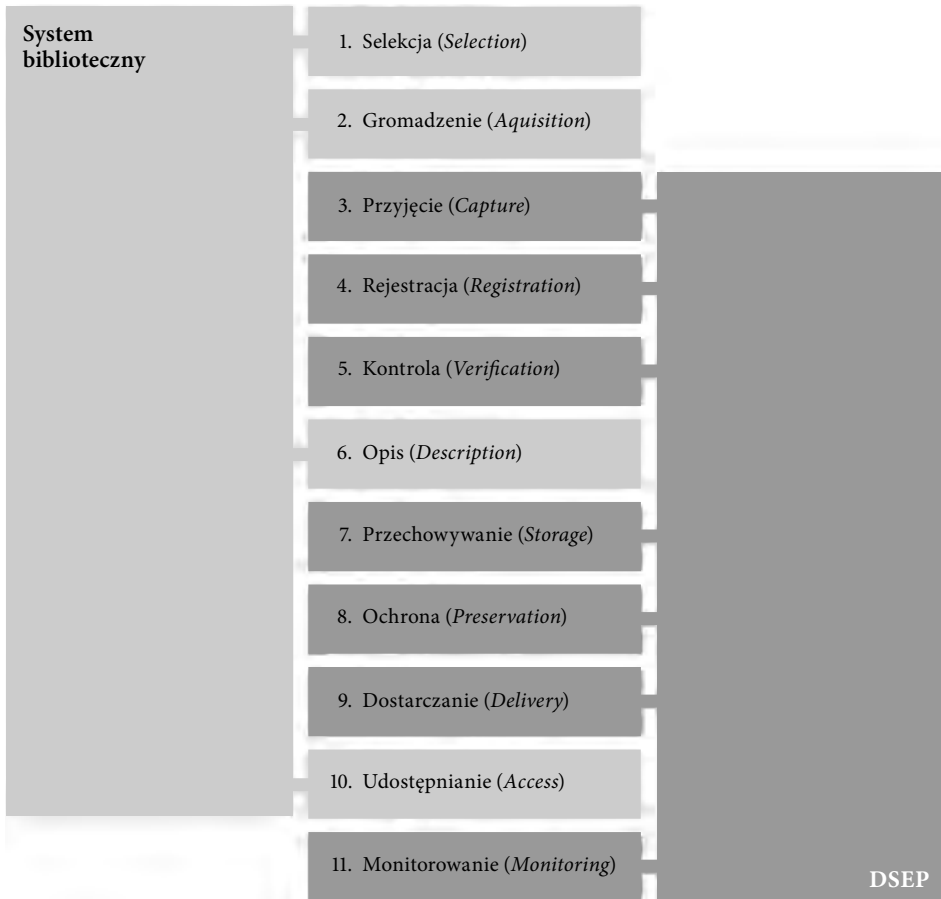 System
biblioteczny
1. Selekcja (Selection)
2. Gromadzenie (Aquisition)
3. Przyjęcie (Capture)
4. Rejestracja (Registration)
5. Kontrola (Verification)
6. Opis (Description)
7. Przechowywanie (Storage)
8. Ochrona (Preservation)
9. Dostarczanie (Delivery)
10. Udostępnianie (Access)
11. Monitorowanie (Monitoring)
DSEP